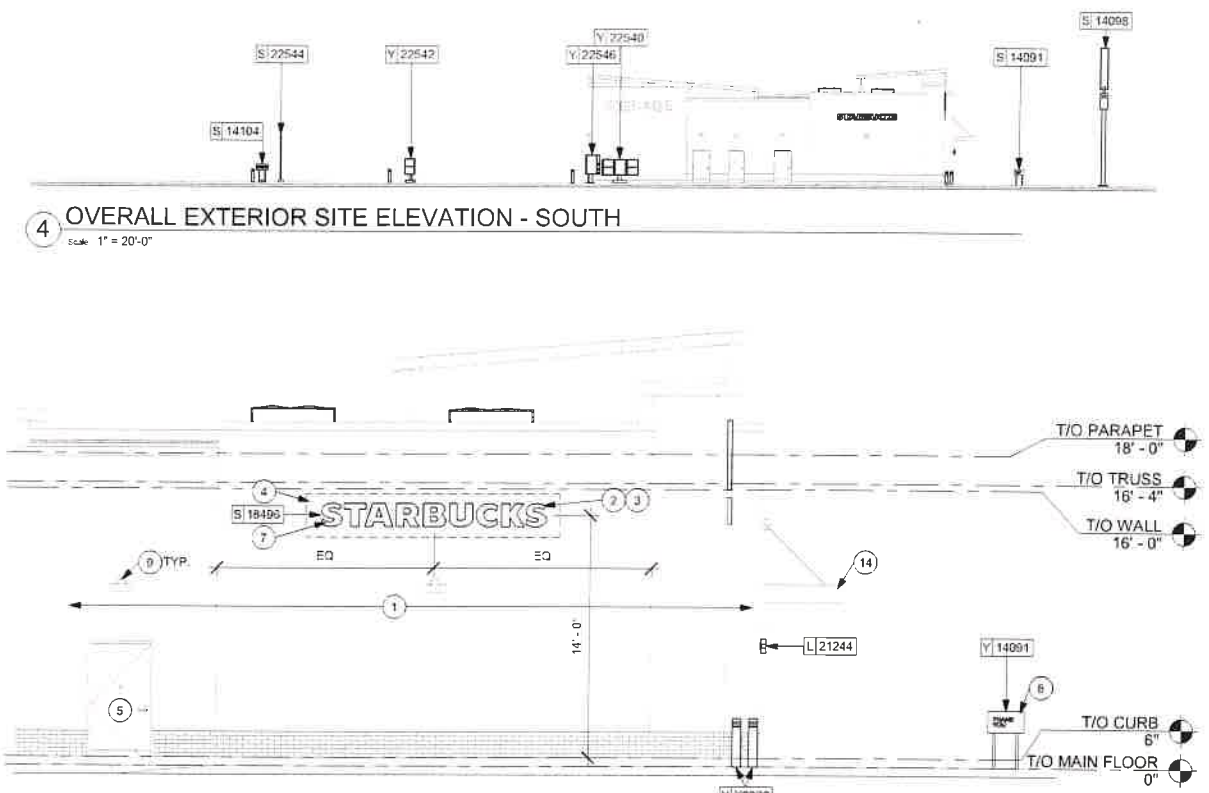 S 14098
Y 22540
S 22544
Y 22542
Y 22546
S 14091
S 14104
4 OVERALL EXTERIOR SITE ELEVATION - SOUTH
Scale 1" = 20'-0"
T/O PARAPET
18' - 0"
T/O TRUSS
16' - 4"
T/O WALL
16' - 0"
4
2 3
S 18496
STARBUCKS
7
9 TYP.
EQ
EQ
14
1
14' - 0"
L 21244
Y 14091
5
THANK
YOU
T/O CURB
6"
T/O MAIN FLOOR
0"